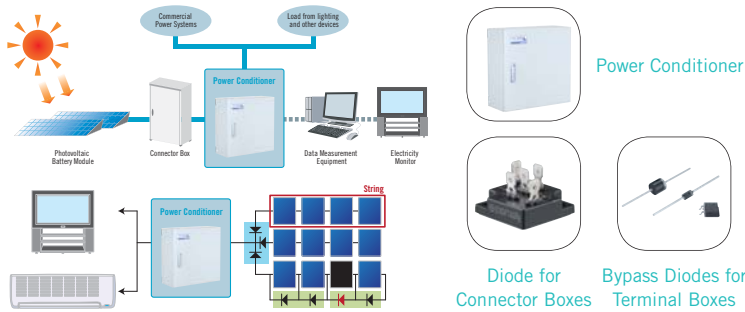 Commercial
Power Systems
Load from lighting
and other devices
Power Conditioner
Photovoltaic
Battery Module
Connector Box
Data Measurement
Equipment
Electricity
Monitor
String
Power Conditioner
Power Conditioner
Diode for
Connector Boxes
Bypass Diodes for
Terminal Boxes